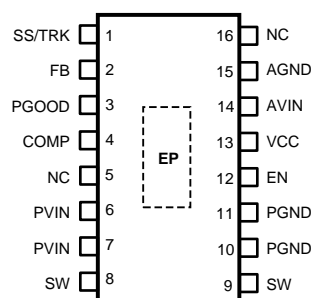 SS/TRK 1 16 NC
FB 2 15 AGND
PGOOD 3 14 AVIN
COMP 4 13 VCC
EP
NC 5 12 EN
PVIN 6 11 PGND
PVIN 7 10 PGND
SW 8 9 SW